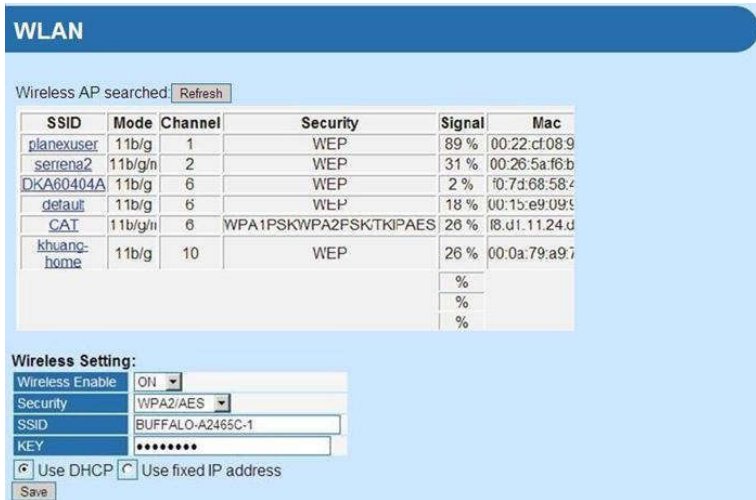 WLAN
Wireless AP searched: Refresh
SSID Mode Channel Security Signal Mac
planexuser 11b/g 1 WEP 89 % 00:22:cf:08:9
serrena2 11b/g/n 2 WEP 31 % 00:26:5a:f6:b
DKA60404A 11b/g 6 WEP 2 % f0:7d:68:58:4
default 11b/g 6 WEP 18 % 00:15:e9:09:9
CAT 11b/g/n 6 WPA1PSKWPA2PSK/TKIPAES 26 % f8:d1:11:24:d
khuang-
home 11b/g 10 WEP 26 % 00:0a:79:a9:7
%
%
%
Wireless Setting:
Wireless Enable ON
Security WPA2/AES
SSID BUFFALO-A2465C-1
KEY ••••••••
Use DHCP Use fixed IP address
Save